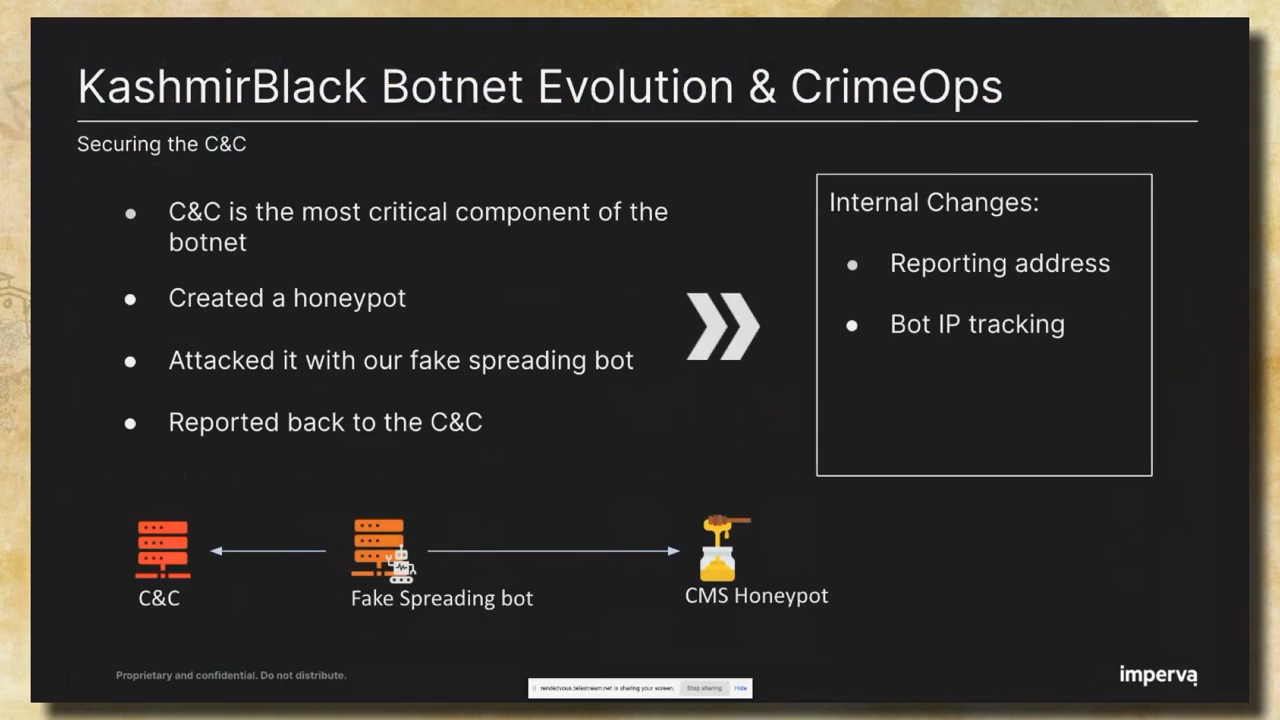 KashmirBlack Botnet Evolution & CrimeOps
Securing the C&C
• C&C is the most critical component of the
botnet
• Created a honeypot
• Attacked it with our fake spreading bot
• Reported back to the C&C
Internal Changes:
• Reporting address
• Bot IP tracking
C&C
Fake Spreading bot
CMS Honeypot
Proprietary and confidential. Do not distribute.
imperva
rendezvous.telestream.net is sharing your screen.
Stop sharing
Hide